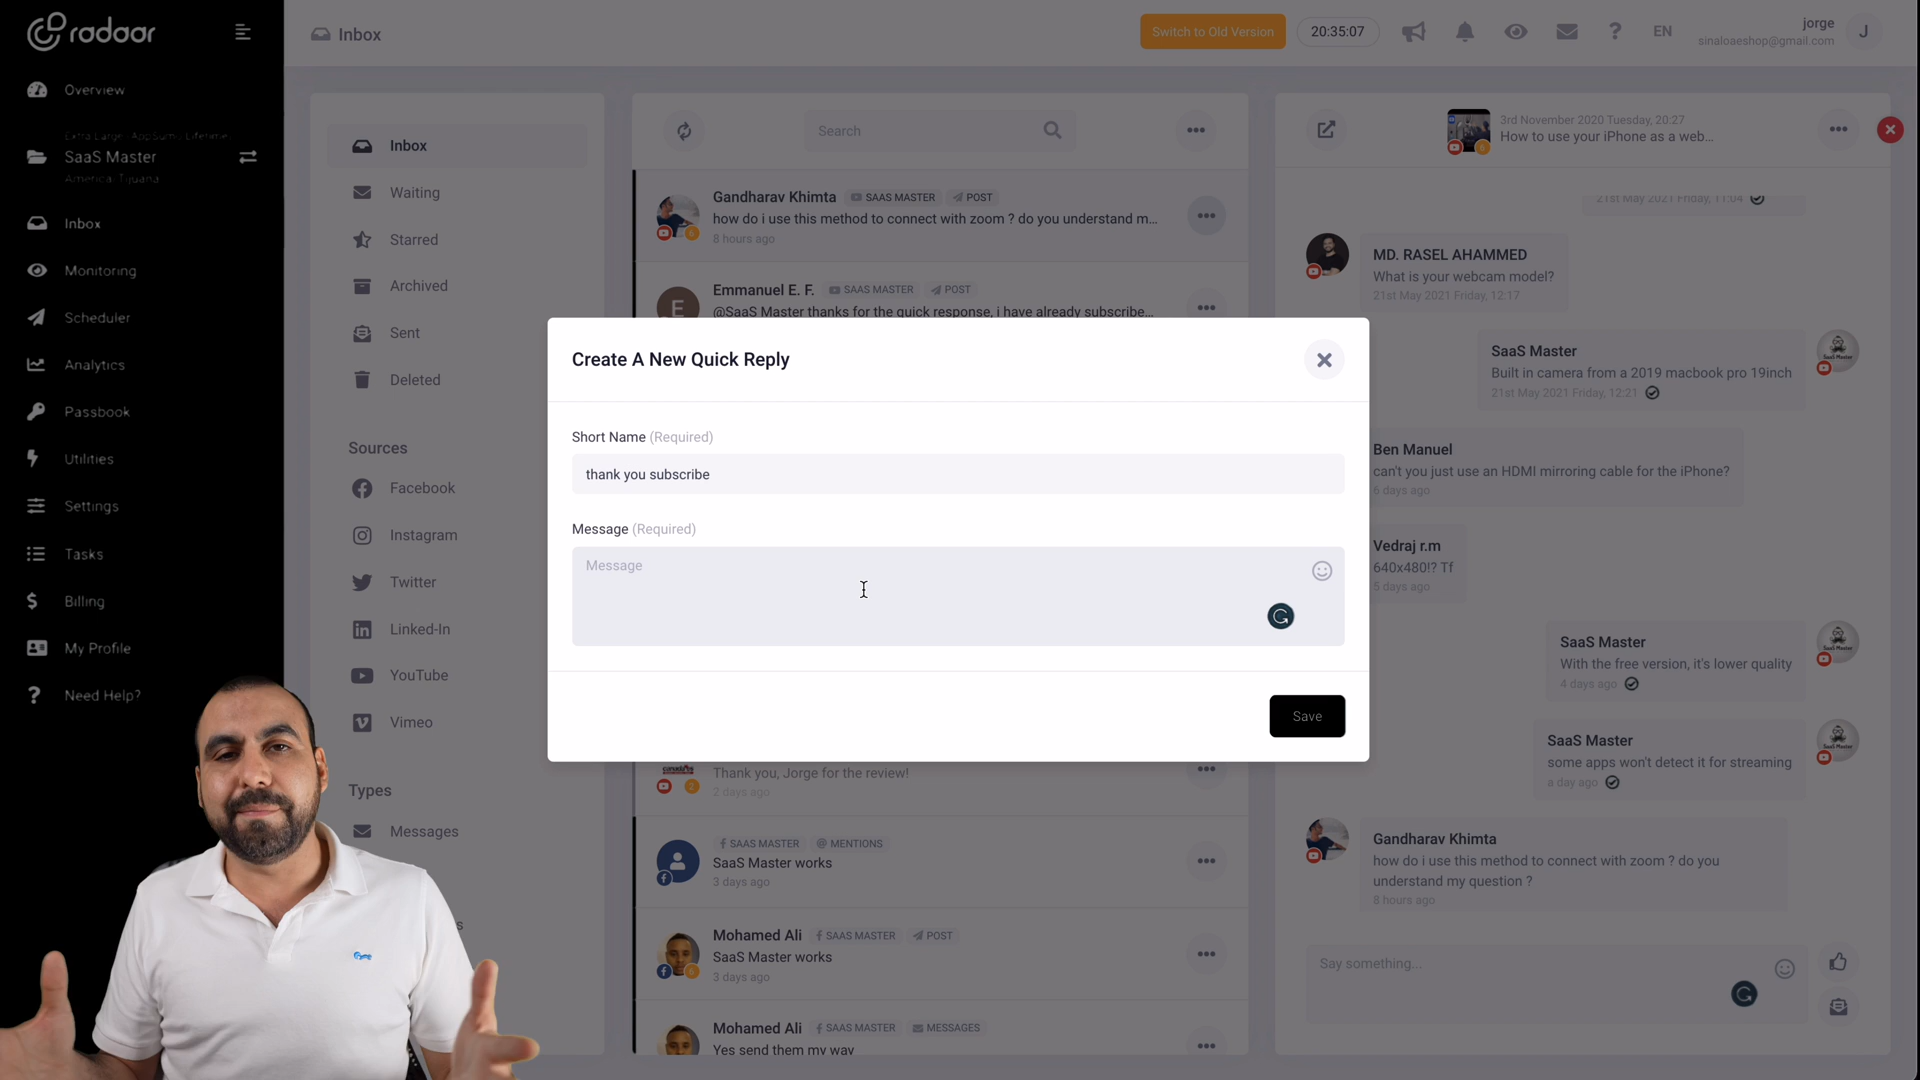 radaar
Inbox
Switch to Old Version
20:35:07
EN
jorge
sinaloaeshop@gmail.com
J
Overview
Extra Large - AppSumo Lifetime...
SaaS Master
America/Tijuana
Inbox
Monitoring
Scheduler
Analytics
Passbook
Utilities
Settings
Tasks
Billing
My Profile
Need Help?
Inbox
Waiting
Starred
Archived
Sent
Deleted
Sources
Facebook
Instagram
Twitter
Linked-In
YouTube
Vimeo
Types
Messages
Search
Gandharav Khimta SAAS MASTER POST
how do i use this method to connect with zoom ? do you understand m...
8 hours ago
E
Emmanuel E. F. SAAS MASTER POST
@SaaS Master thanks for the quick response, i have already subscribe...
Create A New Quick Reply
Short Name (Required)
thank you subscribe
Message (Required)
Message
Save
Thank you, Jorge for the review!
2 days ago
SAAS MASTER MENTIONS
SaaS Master works
3 days ago
Mohamed Ali SAAS MASTER POST
SaaS Master works
3 days ago
Mohamed Ali SAAS MASTER MESSAGES
Yes send them my way
3rd November 2020 Tuesday, 20:27
How to use your iPhone as a web...
21st May 2021 Friday, 11:04
MD. RASEL AHAMMED
What is your webcam model?
21st May 2021 Friday, 12:17
SaaS Master
Built in camera from a 2019 macbook pro 19inch
21st May 2021 Friday, 12:21
Ben Manuel
can't you just use an HDMI mirroring cable for the iPhone?
6 days ago
Vedraj r.m
640x480!? Tf
5 days ago
SaaS Master
With the free version, it's lower quality
4 days ago
SaaS Master
some apps won't detect it for streaming
a day ago
Gandharav Khimta
how do i use this method to connect with zoom ? do you
understand my question ?
8 hours ago
Say something...